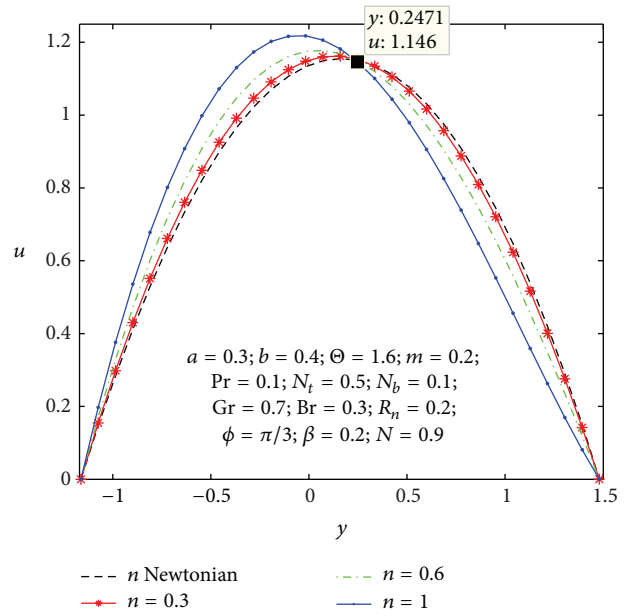 y: 0.2471
u: 1.146
1.2
1
0.8
0.6
0.4
0.2
0
u
a = 0.3; b = 0.4; Θ = 1.6; m = 0.2;
Pr = 0.1; N_t = 0.5; N_b = 0.1;
Gr = 0.7; Br = 0.3; R_n = 0.2;
ϕ = π/3; β = 0.2; N = 0.9
−1 −0.5 0 0.5 1 1.5
y
n Newtonian
n = 0.3
n = 0.6
n = 1